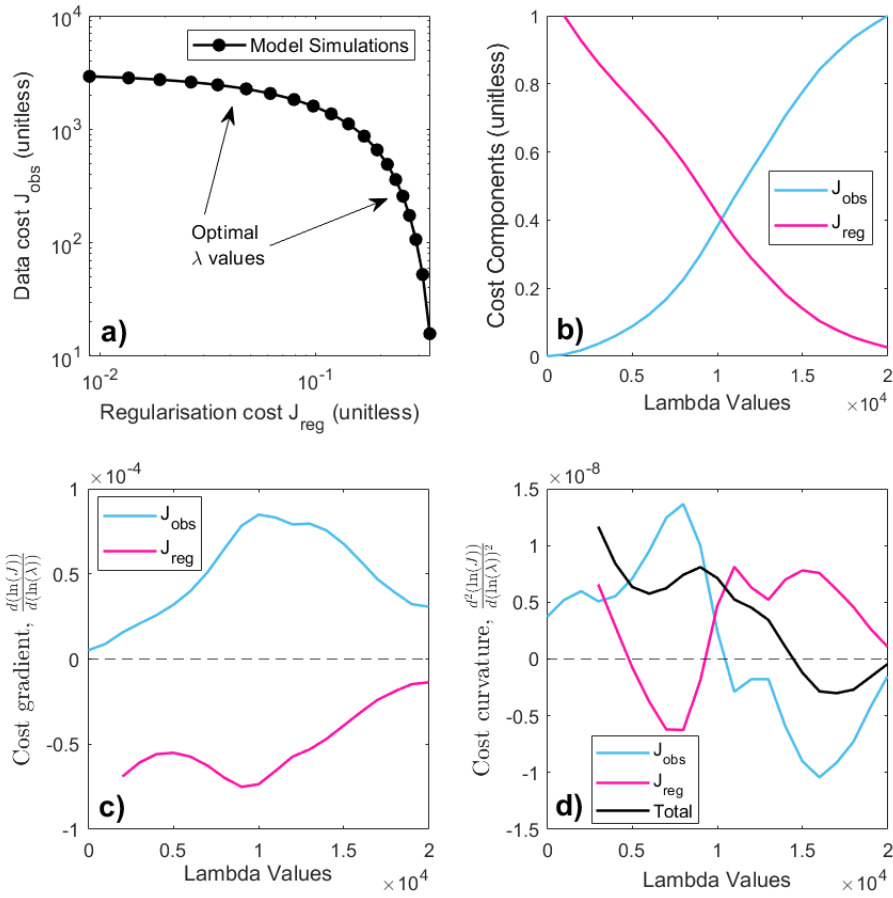 10^4
10^3
10^2
10^1
Data cost J_obs (unitless)
Model Simulations
Optimal
λ values
a)
10^-2
10^-1
Regularisation cost J_reg (unitless)
1
0.8
0.6
0.4
0.2
0
Cost Components (unitless)
J_obs
J_reg
b)
0
0.5
1
1.5
2
Lambda Values
×10^4
×10^-4
1
0.5
0
-0.5
-1
Cost gradient, d(ln(J))/d(ln(λ))
J_obs
J_reg
c)
0
0.5
1
1.5
2
Lambda Values
×10^4
×10^-8
1.5
1
0.5
0
-0.5
-1
-1.5
Cost curvature, d²(ln(J))/d(ln(λ))²
J_obs
J_reg
Total
d)
0
0.5
1
1.5
2
Lambda Values
×10^4